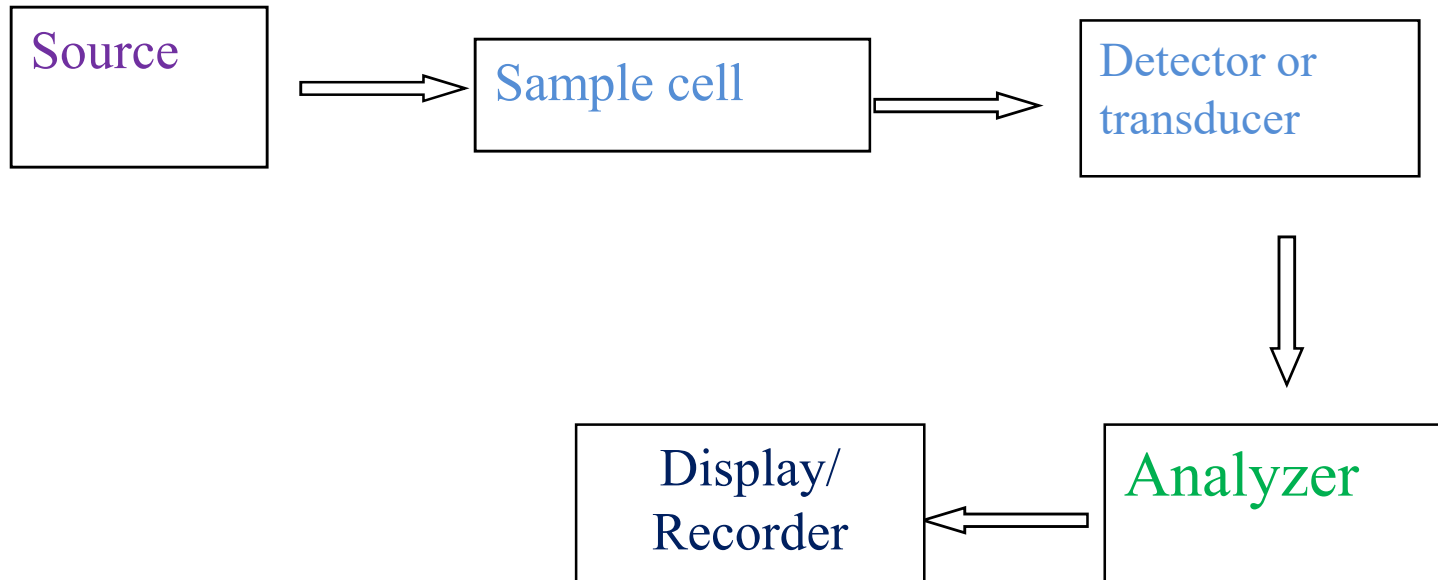 Source
Sample cell
Detector or
transducer
Analyzer
Display/
Recorder